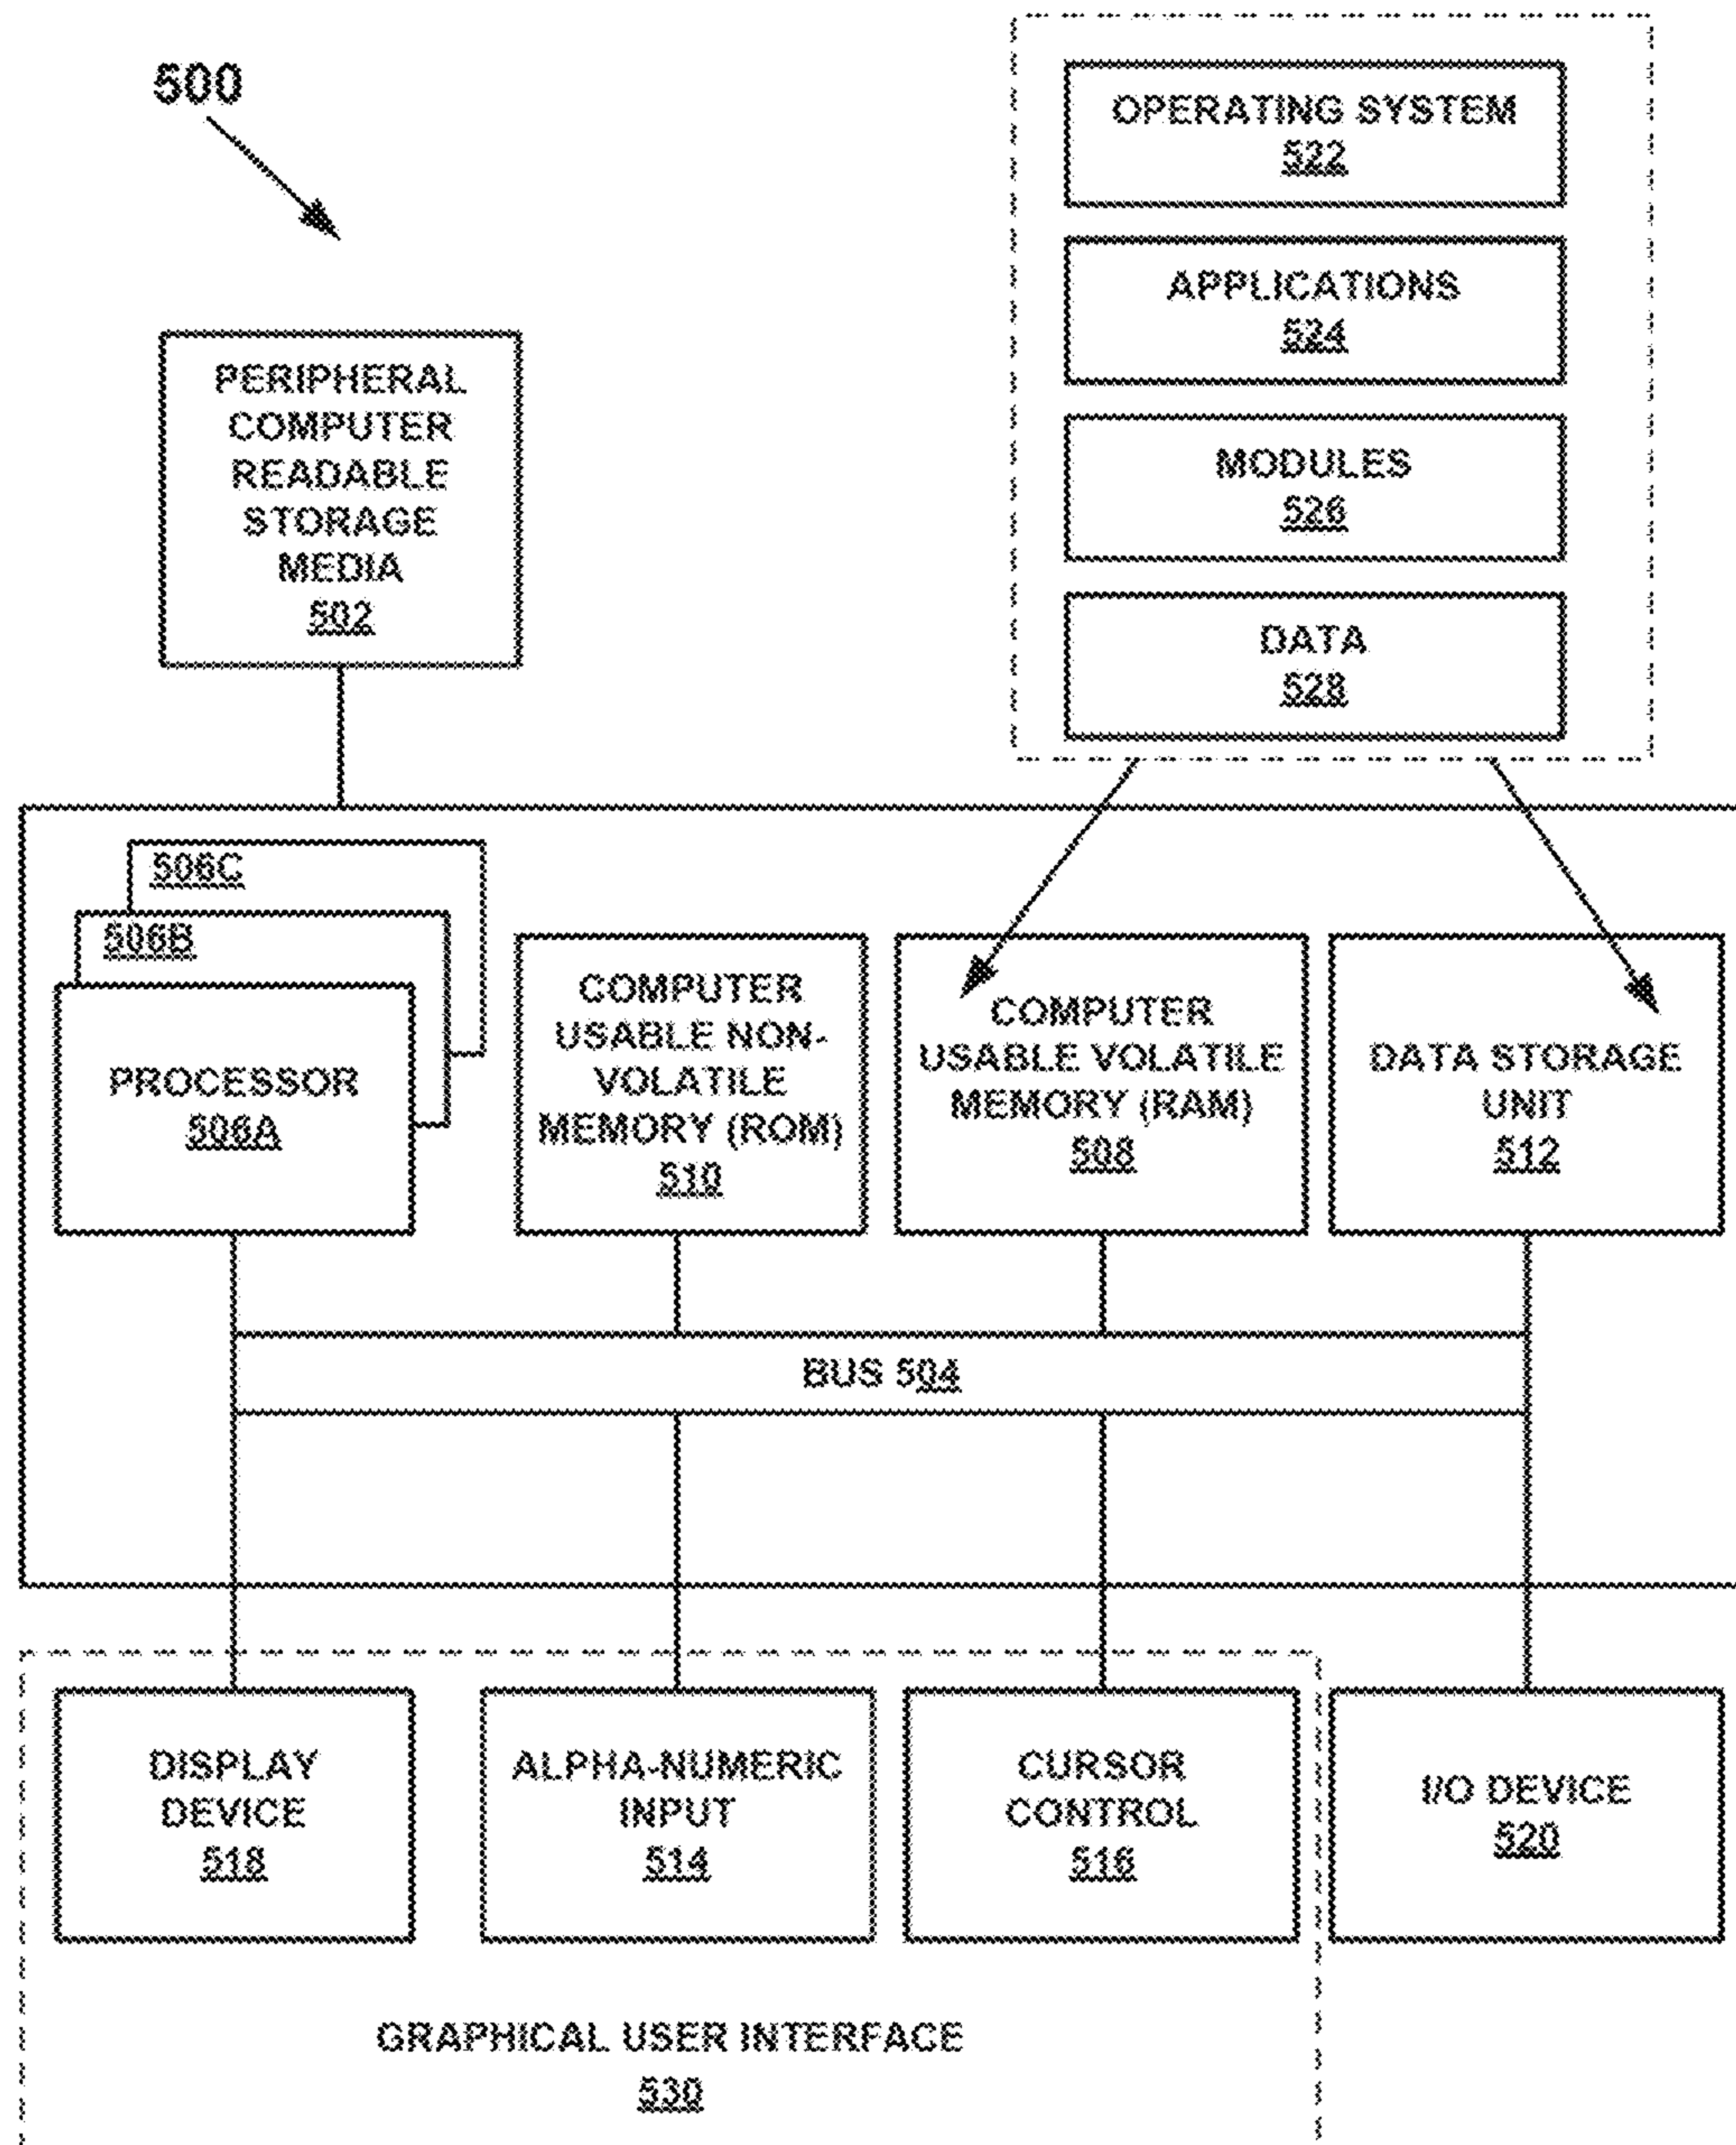 500
OPERATING SYSTEM
522
APPLICATIONS
524
MODULES
526
DATA
528
PERIPHERAL
COMPUTER
READABLE
STORAGE
MEDIA
502
506C
506B
PROCESSOR
506A
COMPUTER
USABLE NON-
VOLATILE
MEMORY (ROM)
510
COMPUTER
USABLE VOLATILE
MEMORY (RAM)
508
DATA STORAGE
UNIT
512
BUS 504
DISPLAY
DEVICE
518
ALPHA-NUMERIC
INPUT
514
CURSOR
CONTROL
516
I/O DEVICE
520
GRAPHICAL USER INTERFACE
530